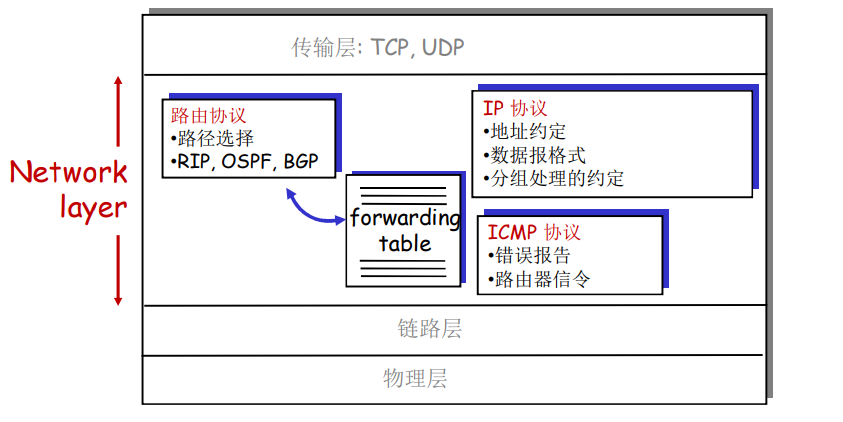 传输层: TCP, UDP
Network
layer
路由协议
•路径选择
•RIP, OSPF, BGP
forwarding
table
IP 协议
•地址约定
•数据报格式
•分组处理的约定
ICMP 协议
•错误报告
•路由器信令
链路层
物理层